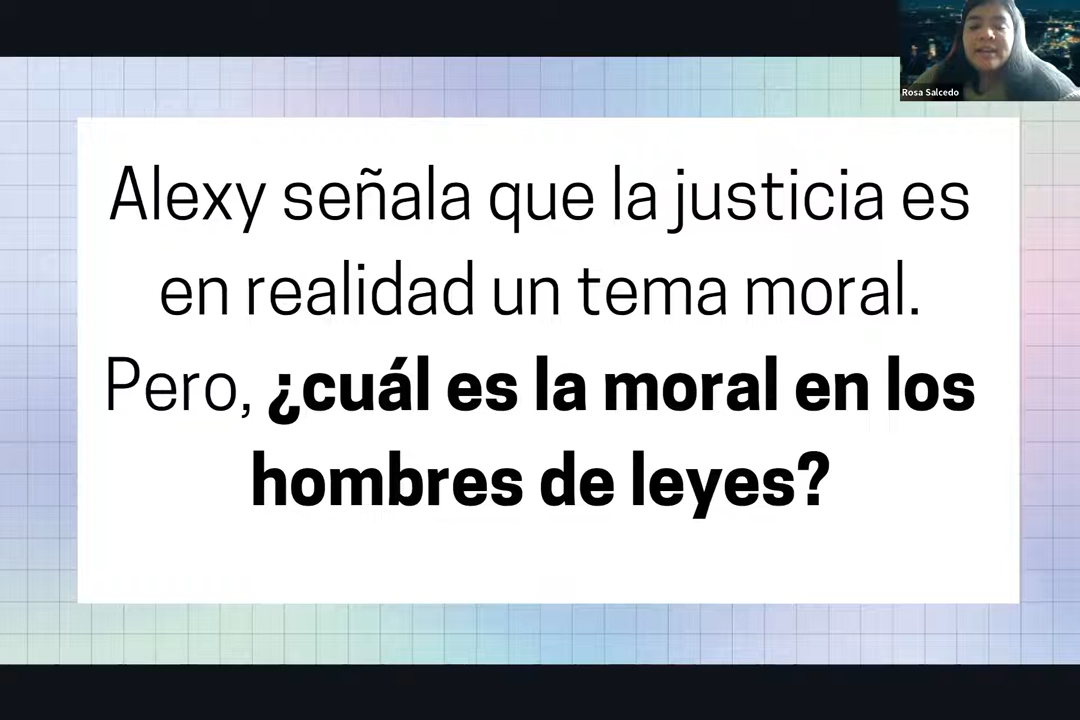 Rosa Salcedo
Alexy señala que la justicia es
en realidad un tema moral.
Pero, ¿cuál es la moral en los
hombres de leyes?